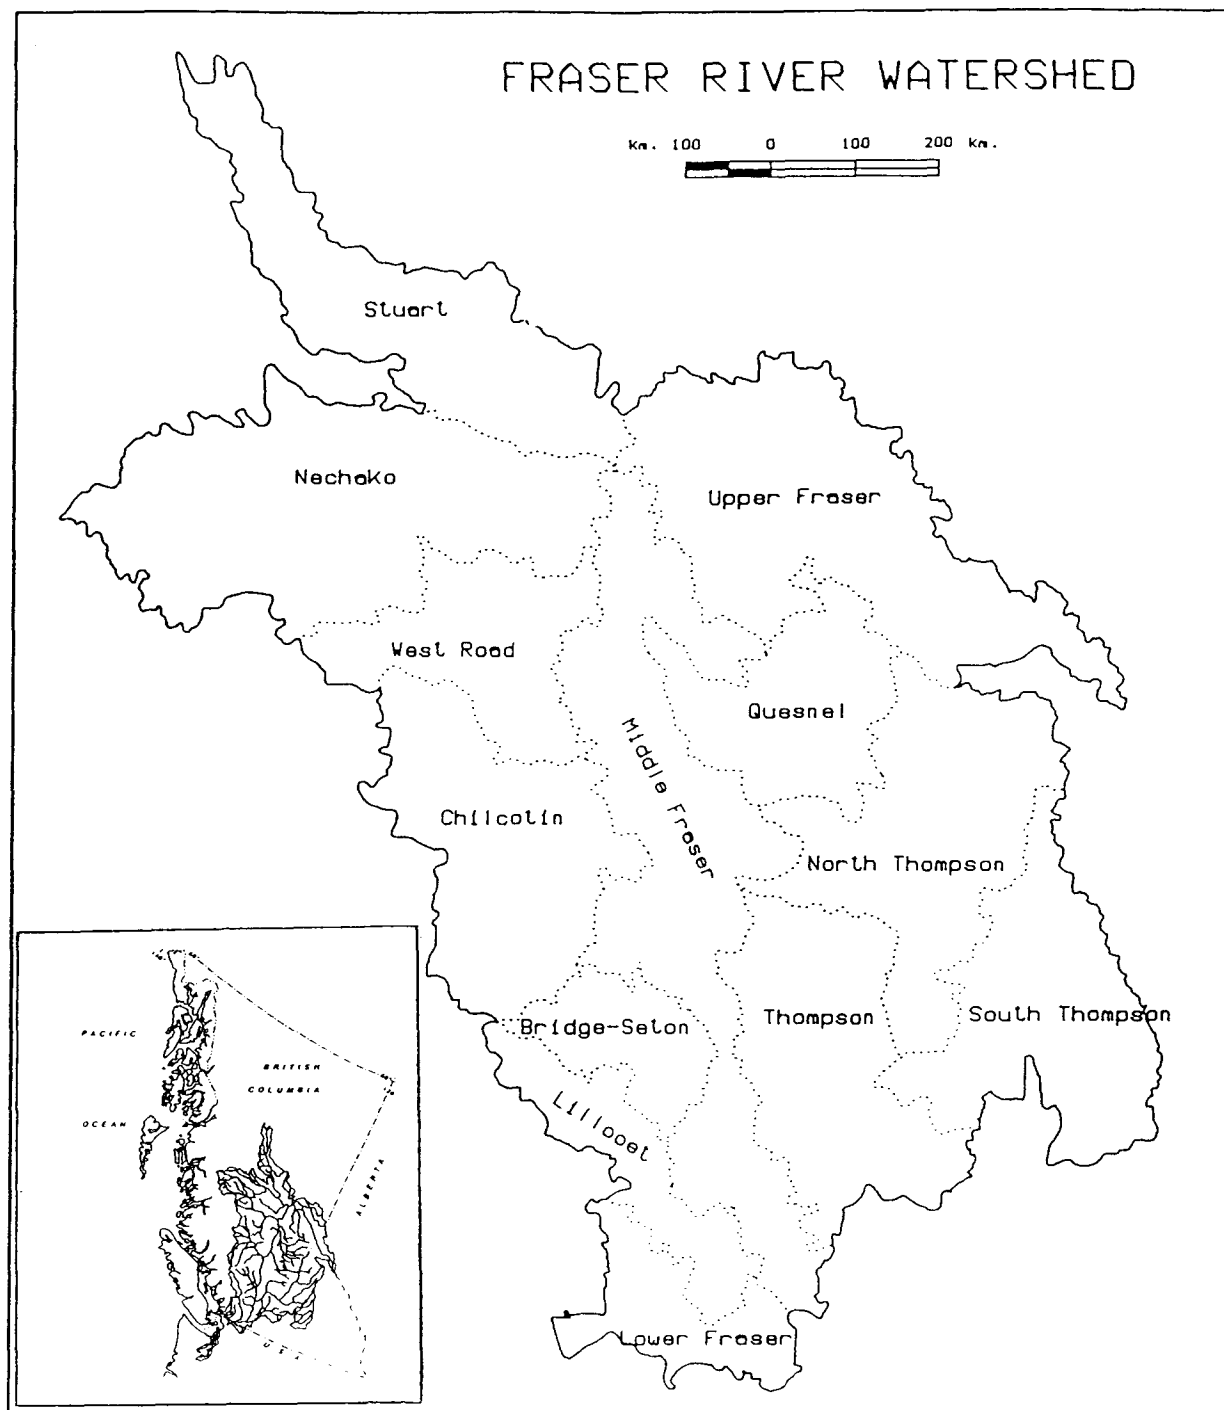 FRASER RIVER WATERSHED
Km. 100 0 100 200 Km.
Stuart
Nechako
Upper Fraser
West Road
Quesnel
Middle Fraser
Chilcotin
North Thompson
Bridge-Seton
Thompson
South Thompson
Lillooet
Lower Fraser
PACIFIC
OCEAN
BRITISH
COLUMBIA
ALBERTA
U S A